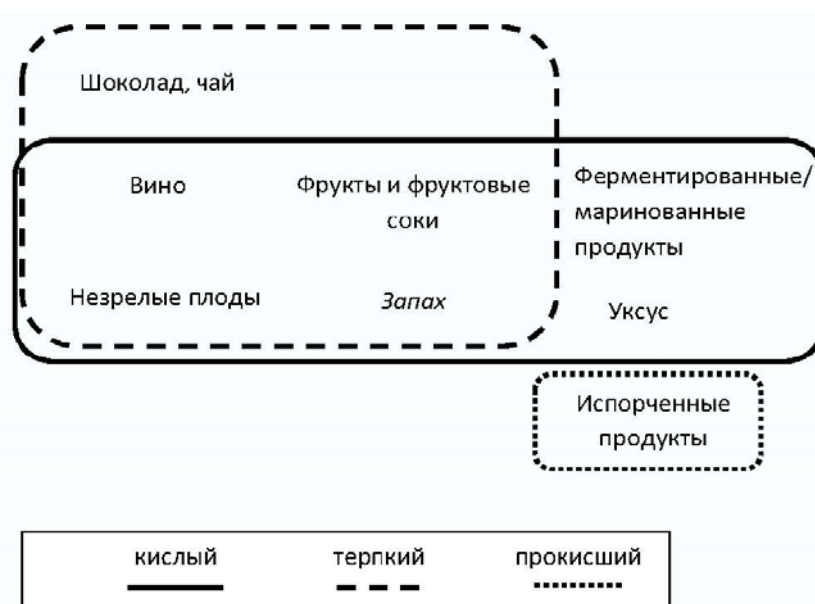 Шоколад, чай
Вино
Фрукты и фруктовые
соки
Ферментированные/
маринованные
продукты
Незрелые плоды
Запах
Уксус
Испорченные
продукты
кислый терпкий прокисший